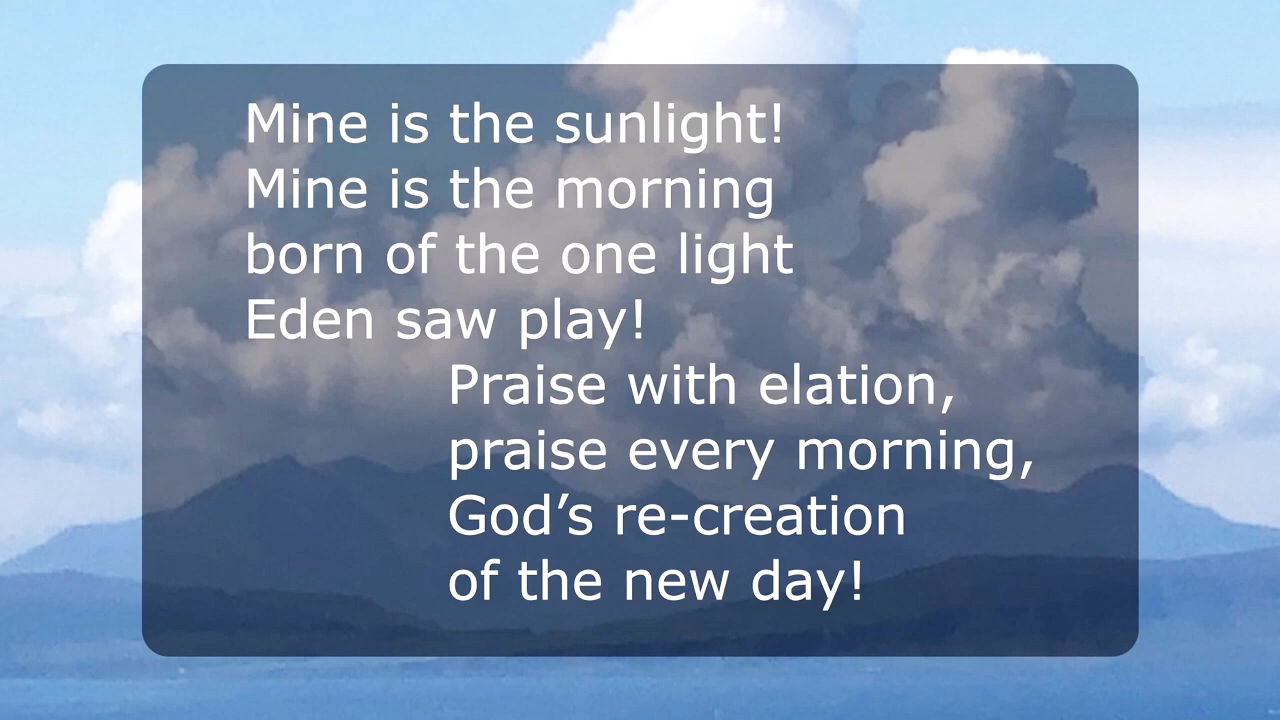 Mine is the sunlight!
Mine is the morning
born of the one light
Eden saw play!
Praise with elation,
praise every morning,
God’s re-creation
of the new day!